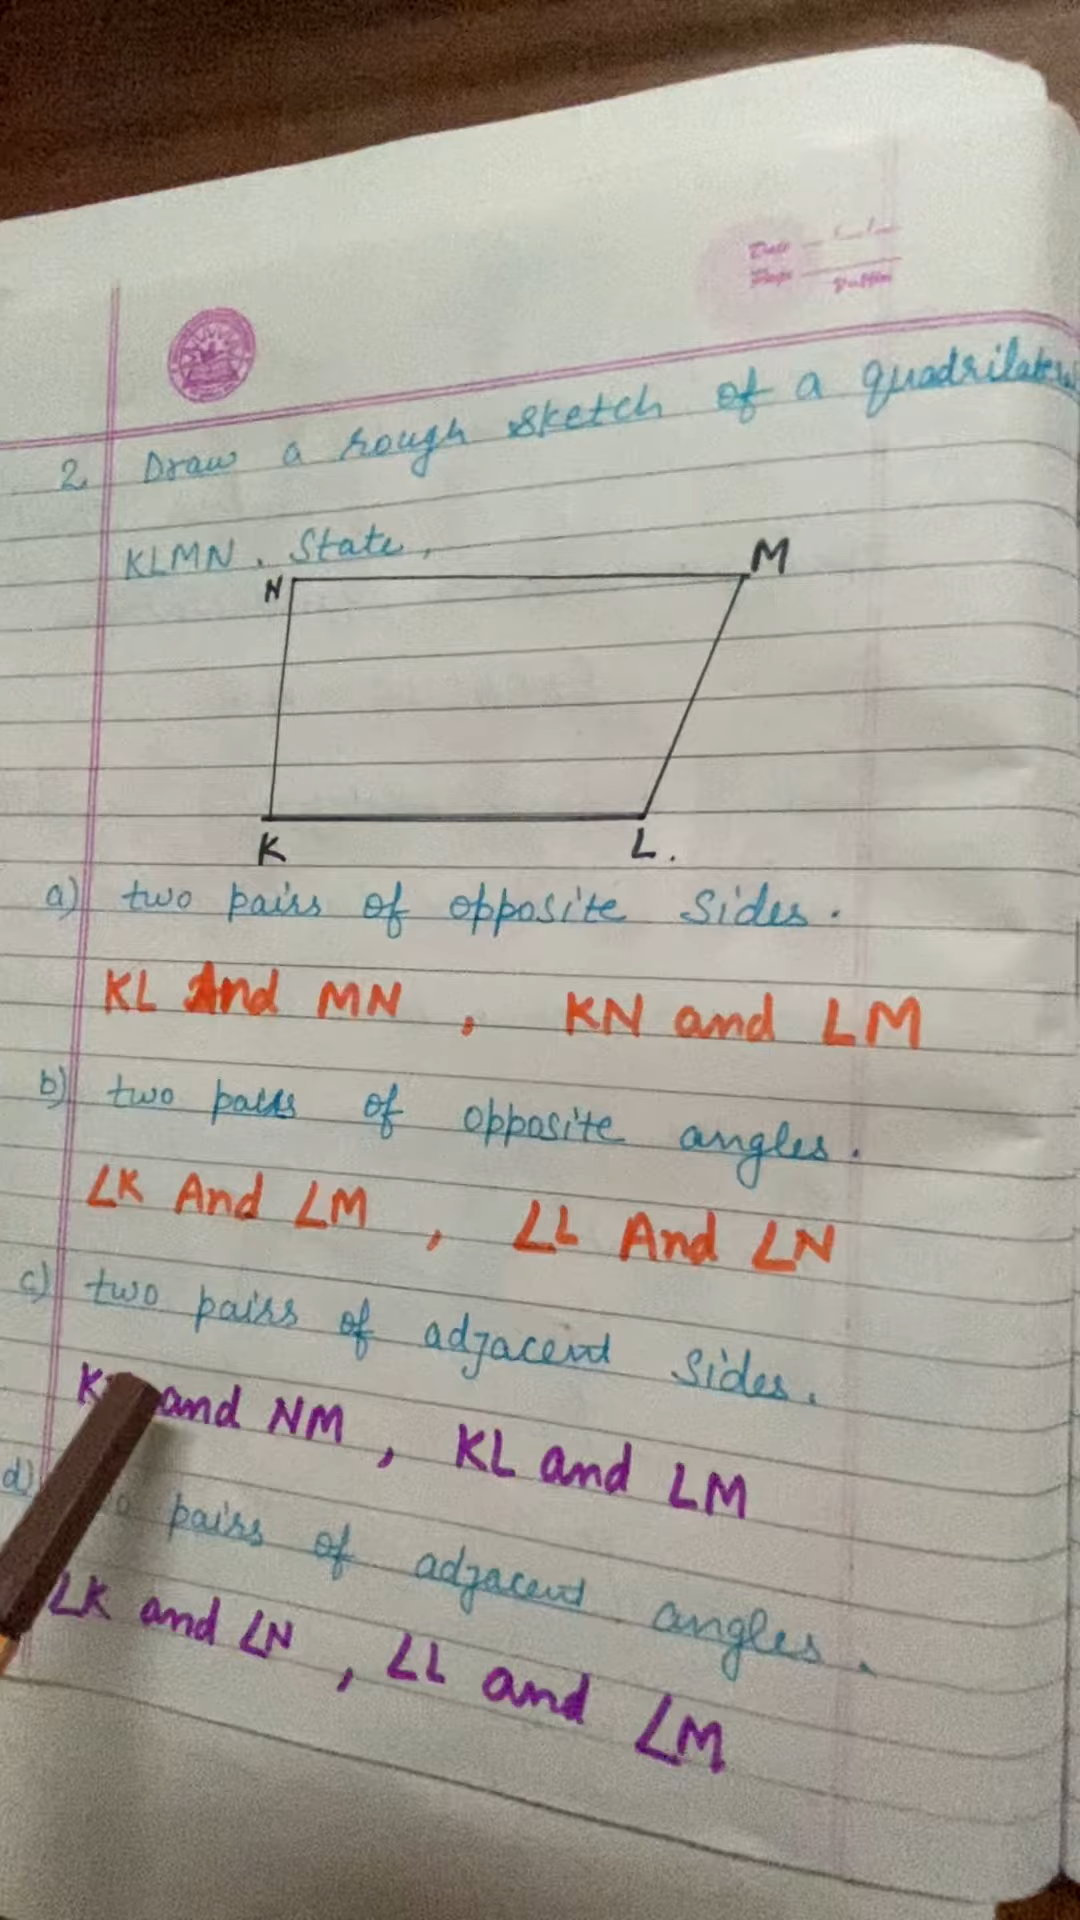 Date
Page
2. Draw a rough sketch of a quadrilateral
KLMN. State,
N M
K L.
a) two pairs of opposite sides.
KL And MN , KN and LM
b) two pairs of opposite angles.
∠K And ∠M , ∠L And ∠N
c) two pairs of adjacent sides.
and NM , KL and LM
d) pairs of adjacent angles.
∠K and ∠N , ∠L and ∠M